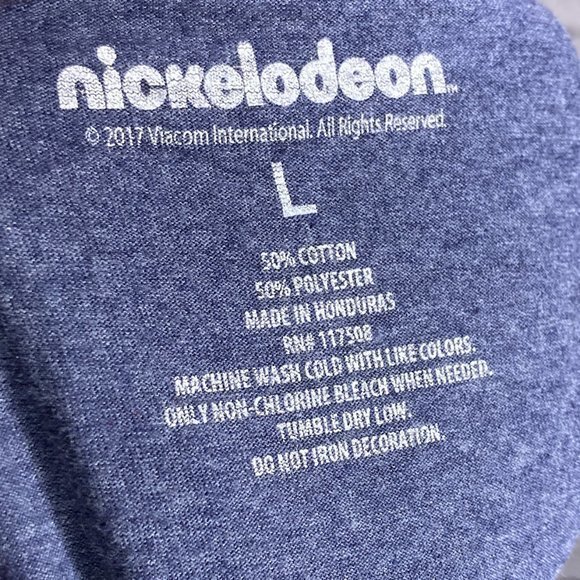 nickelodeon™
© 2017 Viacom International. All Rights Reserved.
L
50% COTTON
50% POLYESTER
MADE IN HONDURAS
RN# 117508
MACHINE WASH COLD WITH LIKE COLORS.
ONLY NON-CHLORINE BLEACH WHEN NEEDED.
TUMBLE DRY LOW.
DO NOT IRON DECORATION.